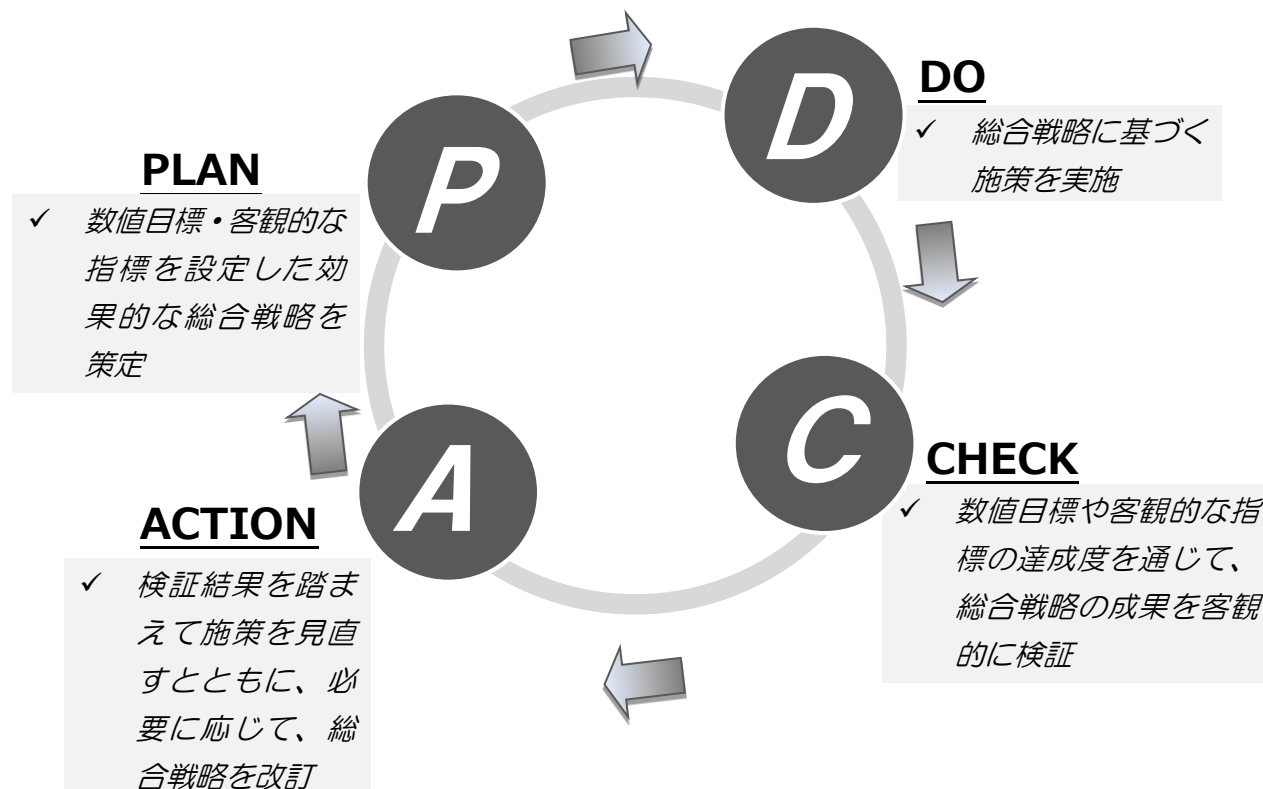 P
PLAN
✓ 数値目標・客観的な
指標を設定した効
果的な総合戦略を
策定
D
DO
✓ 総合戦略に基づく
施策を実施
C
CHECK
✓ 数値目標や客観的な指
標の達成度を通じて、
総合戦略の成果を客観
的に検証
A
ACTION
✓ 検証結果を踏ま
えて施策を見直
すとともに、必
要に応じて、総
合戦略を改訂